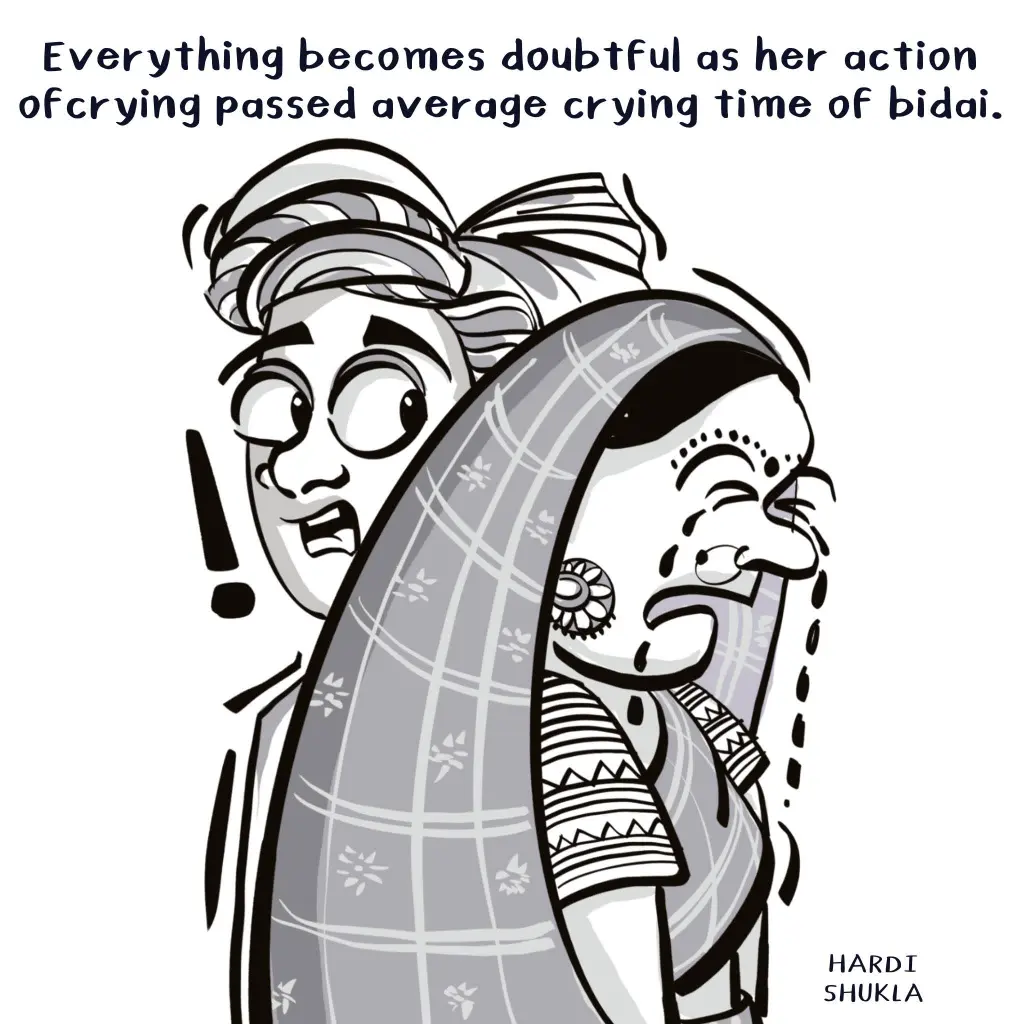 Everything becomes doubtful as her action
ofcrying passed average crying time of bidai.
HARDI
SHUKLA